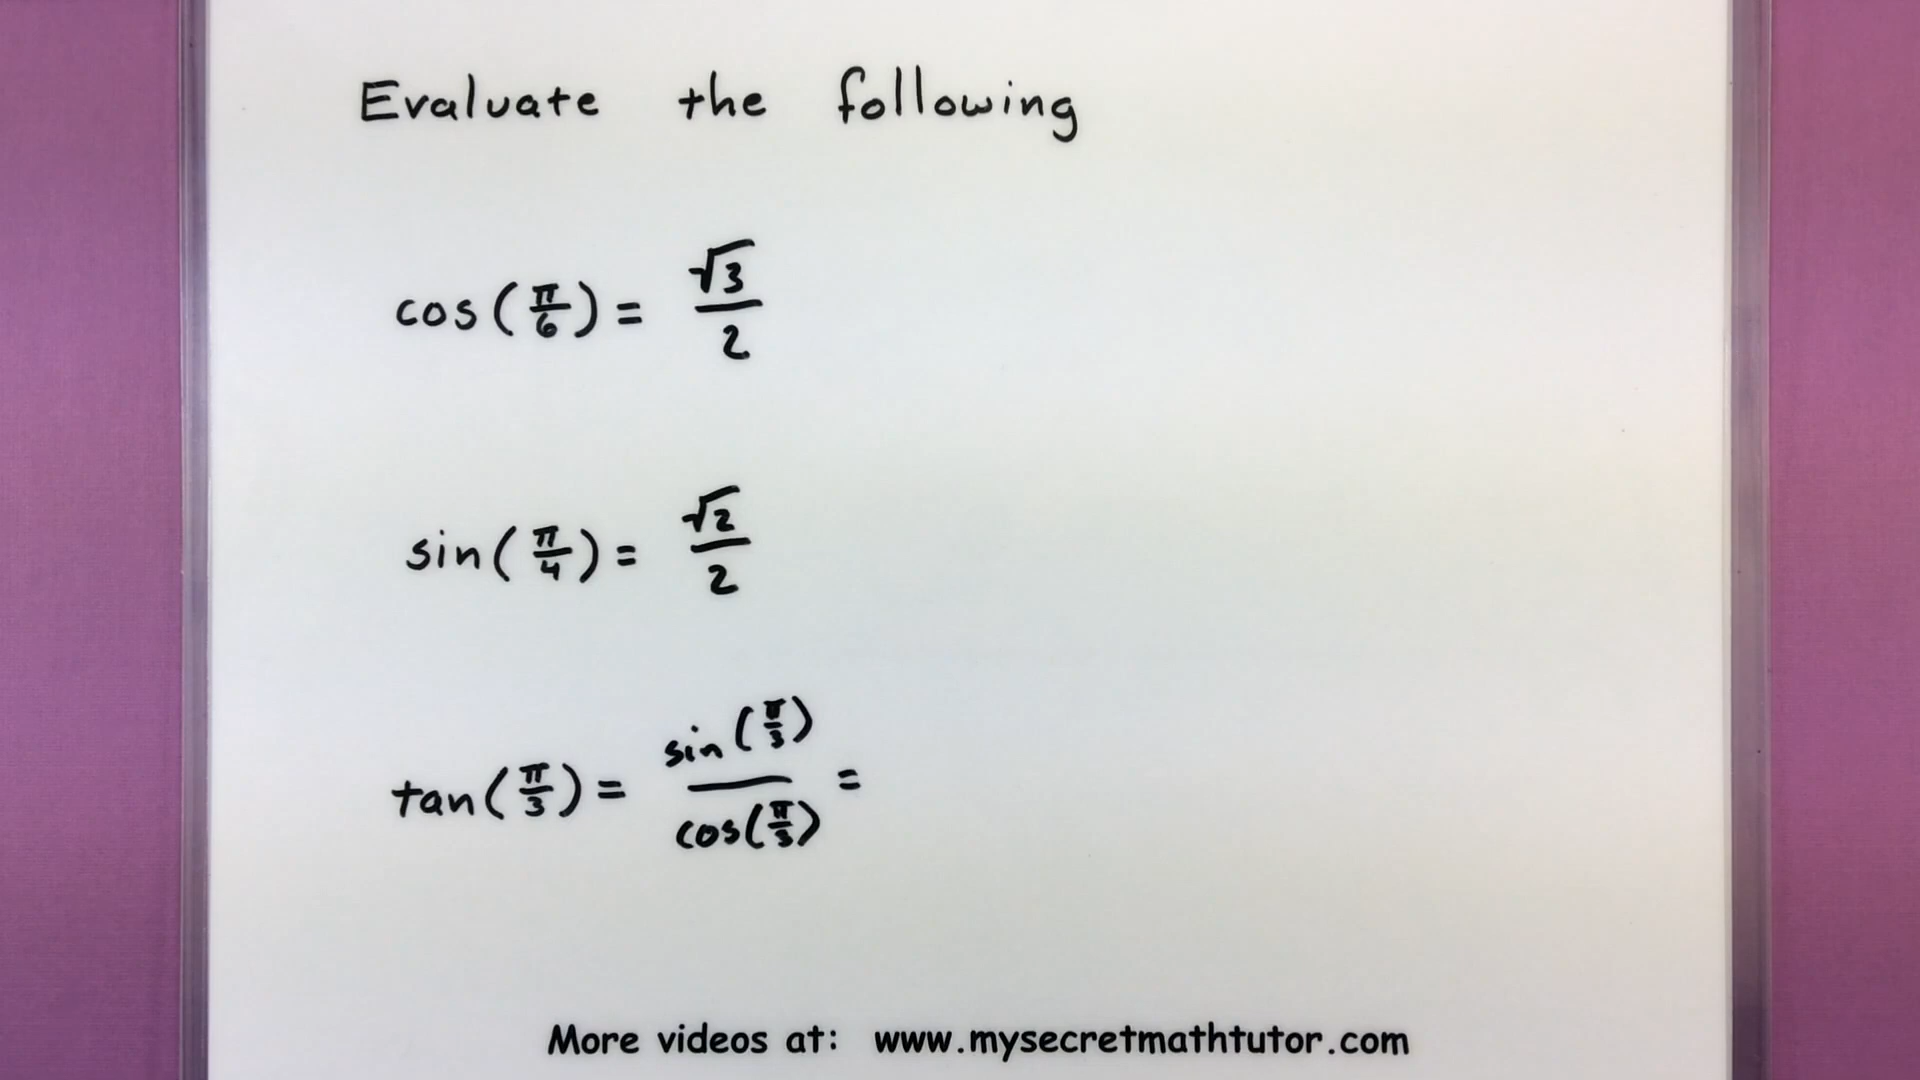 Evaluate the following
cos(π/6) = √3/2
sin(π/4) = √2/2
tan(π/3) = sin(π/3)/cos(π/3) =
More videos at: www.mysecretmathtutor.com